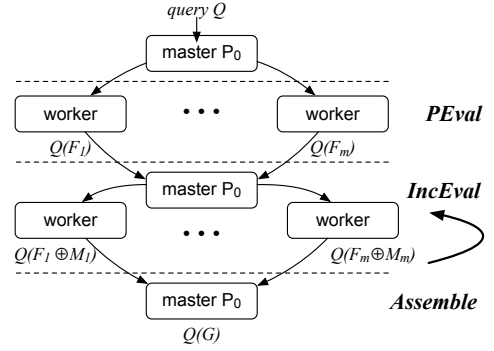 query Q
master P₀
worker • • • worker
PEval
Q(F₁) Q(Fₘ)
master P₀
IncEval
worker • • • worker
Q(F₁ ⊕M₁) Q(Fₘ⊕Mₘ)
master P₀
Assemble
Q(G)